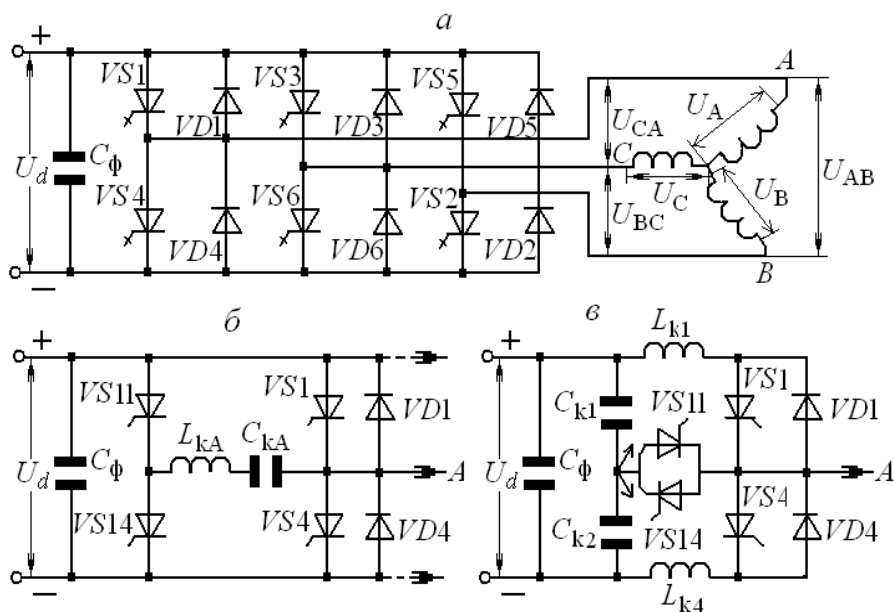 а
+
VS1
VS3
VS5
A
VD1
VD3
VD5
U_CA
U_A
U_d
C_ф
C
U_AB
VS4
VS6
VS2
U_C
U_B
U_BC
VD4
VD6
VD2
—
B
б
+
VS11
VS1
VD1
L_kA
C_kA
U_d
C_ф
A
VS14
VS4
VD4
—
в
+
L_k1
VS1
C_k1
VS11
VD1
U_d
C_ф
A
VS4
C_k2
VS14
VD4
—
L_k4